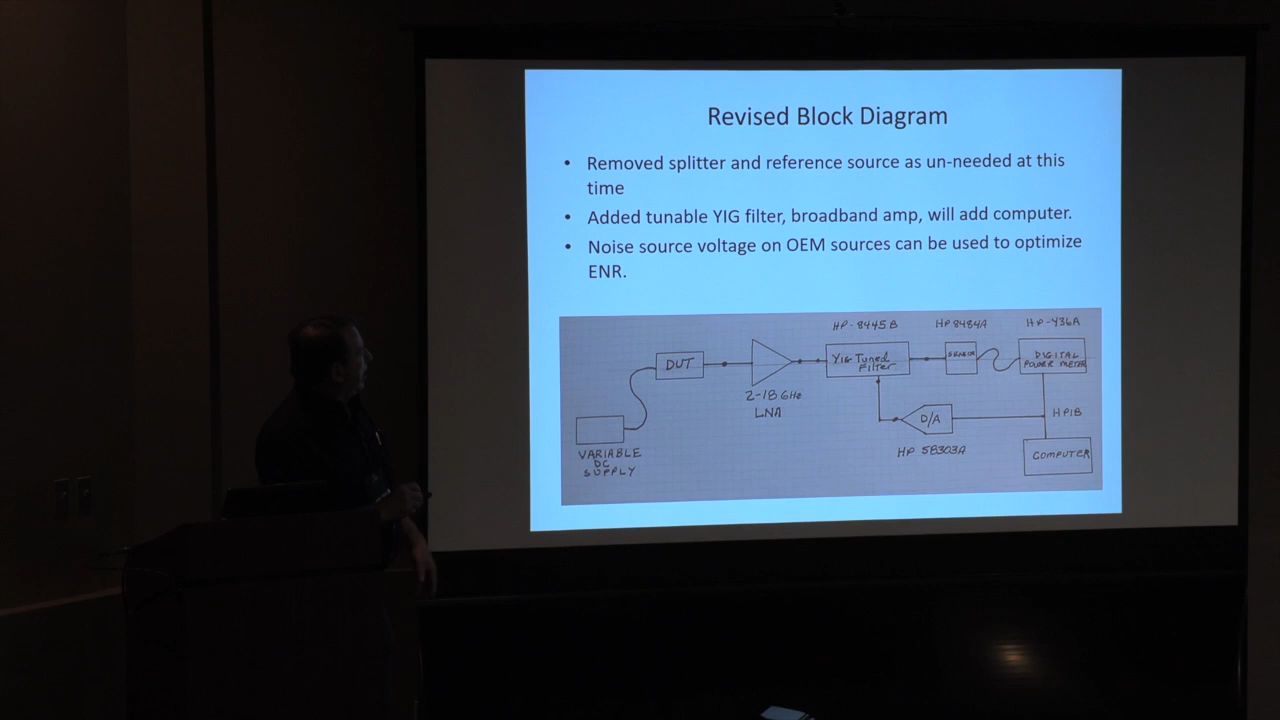 Revised Block Diagram
• Removed splitter and reference source as un-needed at this
time
• Added tunable YIG filter, broadband amp, will add computer.
• Noise source voltage on OEM sources can be used to optimize
ENR.
HP-8445B
HP8484A
HP-436A
DUT
YIG Tuned
Filter
SENSOR
DIGITAL
POWER METER
2-18 GHz
LNA
D/A
HPIB
VARIABLE
DC
SUPPLY
HP 58303A
COMPUTER